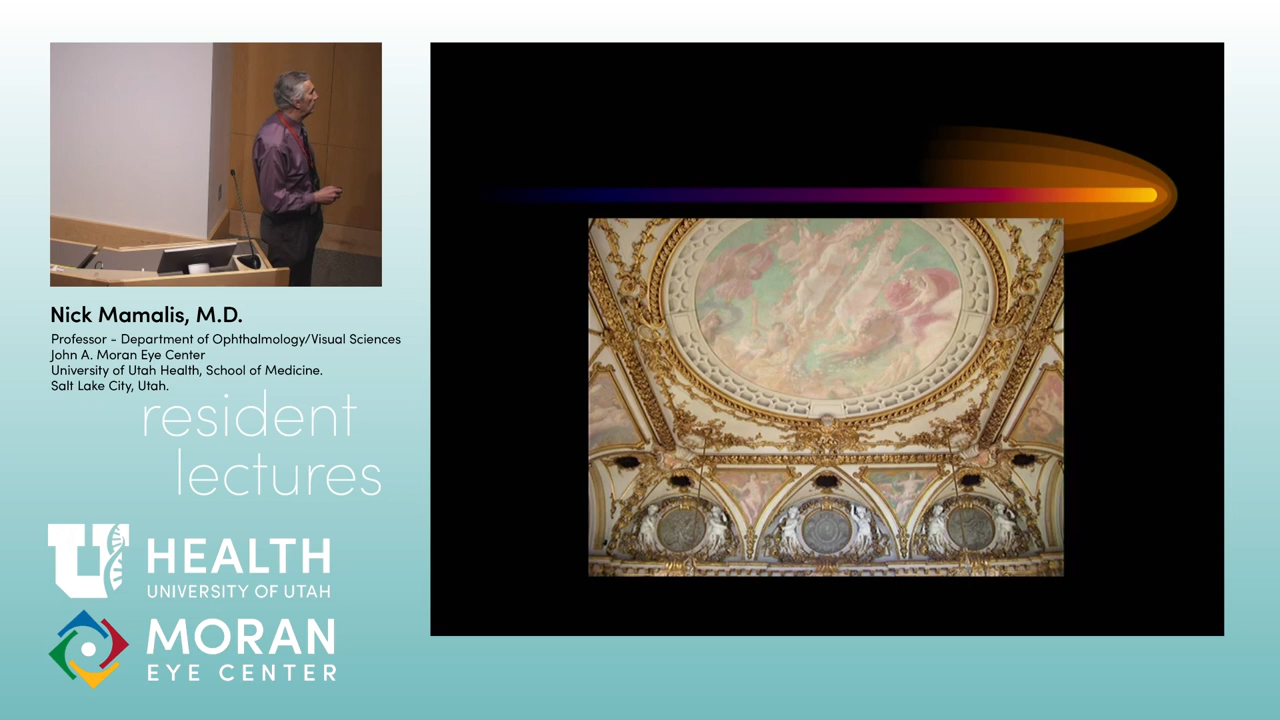 Nick Mamalis, M.D.
Professor - Department of Ophthalmology/Visual Sciences
John A. Moran Eye Center
University of Utah Health, School of Medicine.
Salt Lake City, Utah.
resident
lectures
U HEALTH
UNIVERSITY OF UTAH
MORAN
EYE CENTER